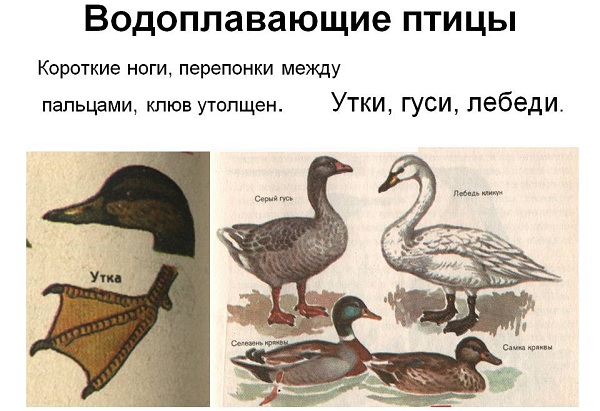 Водоплавающие птицы
Короткие ноги, перепонки между
пальцами, клюв утолщен. Утки, гуси, лебеди.
Утка
Серый гусь
Лебедь кликун
Селезень кряквы
Самка кряквы